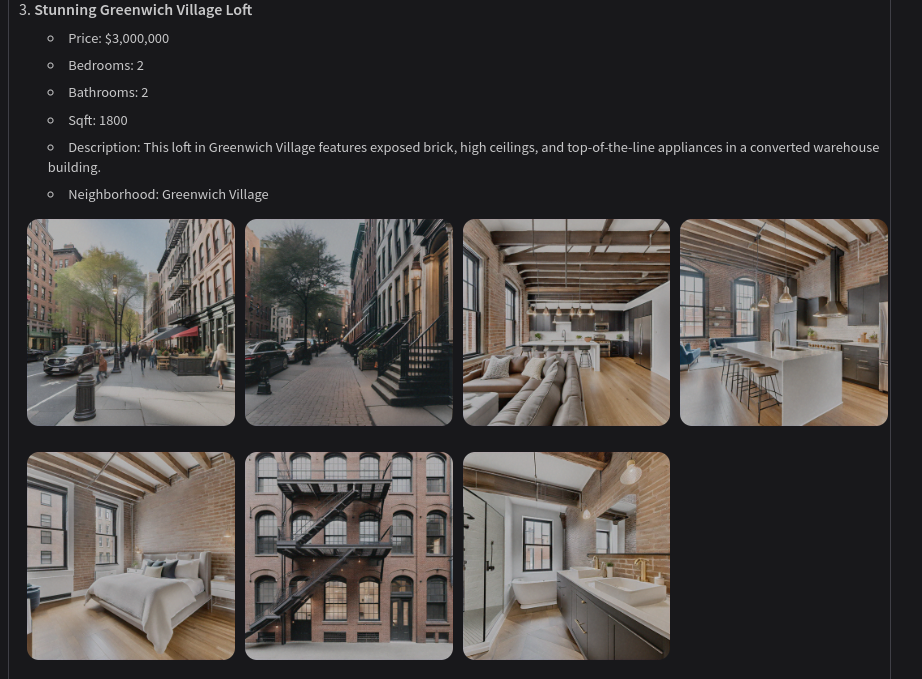 3. Stunning Greenwich Village Loft
Price: $3,000,000
Bedrooms: 2
Bathrooms: 2
Sqft: 1800
Description: This loft in Greenwich Village features exposed brick, high ceilings, and top-of-the-line appliances in a converted warehouse
building.
Neighborhood: Greenwich Village